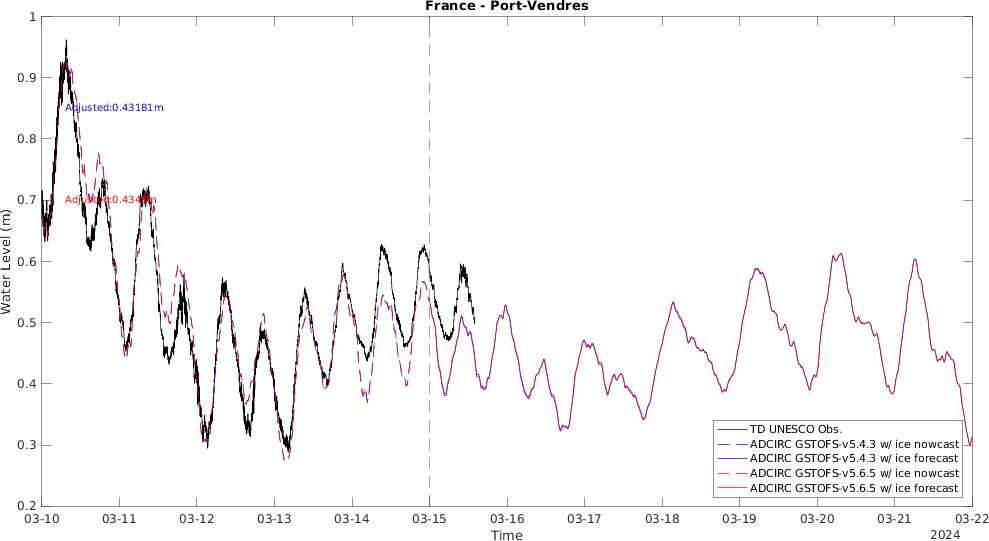 France - Port-Vendres
Water Level (m)
1
0.9
0.8
0.7
0.6
0.5
0.4
0.3
0.2
Adjusted:0.43181m
TD UNESCO Obs.
ADCIRC GSTOFS-v5.4.3 w/ ice nowcast
ADCIRC GSTOFS-v5.4.3 w/ ice forecast
ADCIRC GSTOFS-v5.6.5 w/ ice nowcast
ADCIRC GSTOFS-v5.6.5 w/ ice forecast
03-10 03-11 03-12 03-13 03-14 03-15 03-16 03-17 03-18 03-19 03-20 03-21 03-22
Time
2024